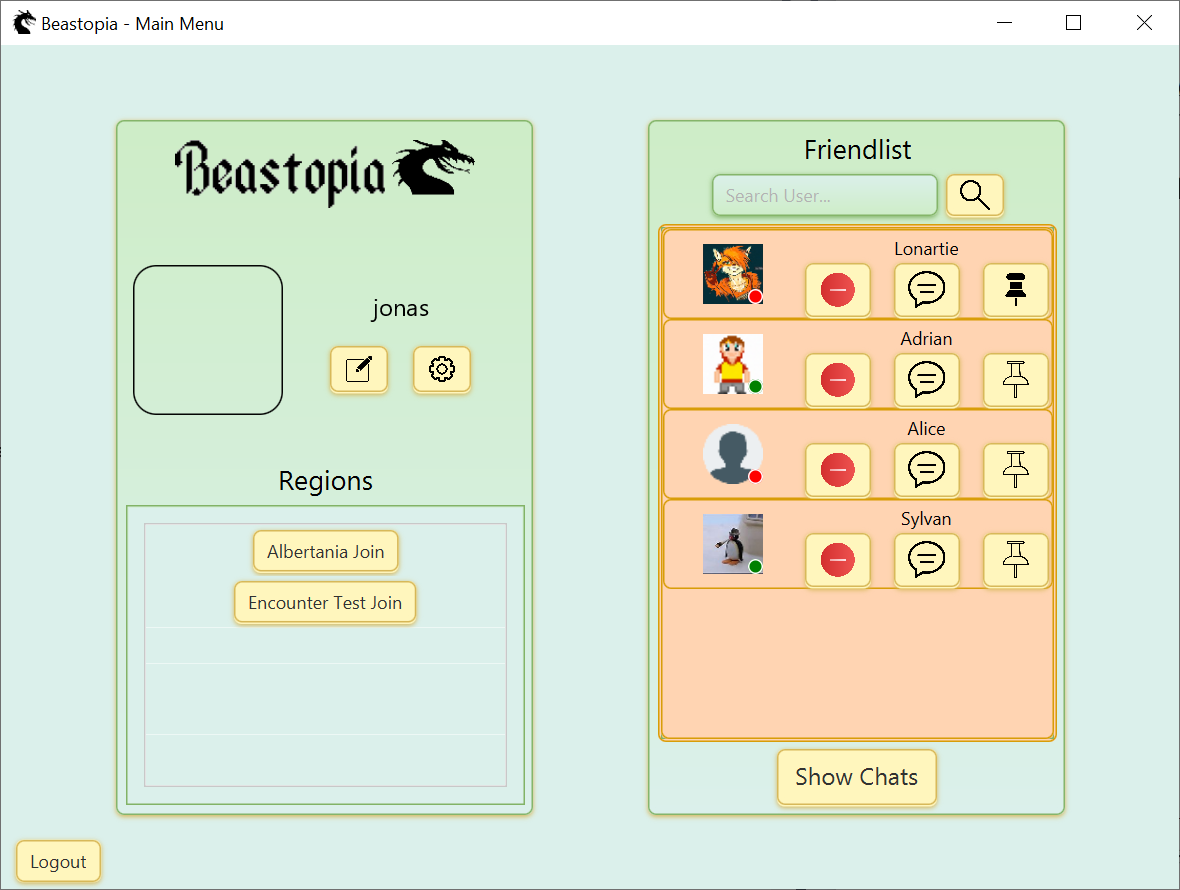 Beastopia - Main Menu
Beastopia
jonas
Regions
Albertania Join
Encounter Test Join
Friendlist
Search User...
Lonartie
Adrian
Alice
Sylvan
Show Chats
Logout